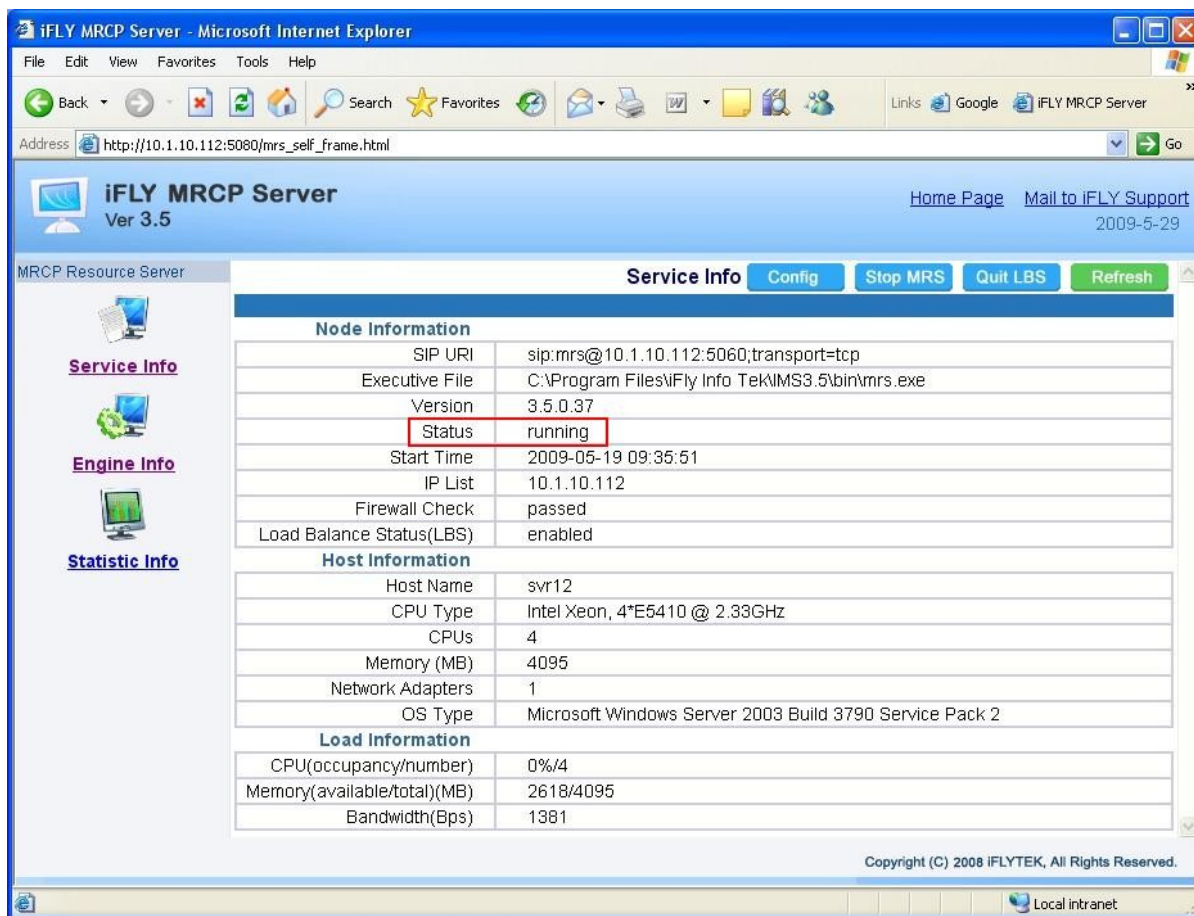 iFLY MRCP Server - Microsoft Internet Explorer
File Edit View Favorites Tools Help
Back Search Favorites Links Google iFLY MRCP Server
Address http://10.1.10.112:5080/mrs_self_frame.html Go
iFLY MRCP Server
Ver 3.5
Home Page Mail to iFLY Support
2009-5-29
MRCP Resource Server
Service Info
Engine Info
Statistic Info
Service Info Config Stop MRS Quit LBS Refresh
Node Information
SIP URI sip:mrs@10.1.10.112:5060;transport=tcp
Executive File C:\Program Files\iFly Info Tek\IMS3.5\bin\mrs.exe
Version 3.5.0.37
Status running
Start Time 2009-05-19 09:35:51
IP List 10.1.10.112
Firewall Check passed
Load Balance Status(LBS) enabled
Host Information
Host Name svr12
CPU Type Intel Xeon, 4*E5410 @ 2.33GHz
CPUs 4
Memory (MB) 4095
Network Adapters 1
OS Type Microsoft Windows Server 2003 Build 3790 Service Pack 2
Load Information
CPU(occupancy/number) 0%/4
Memory(available/total)(MB) 2618/4095
Bandwidth(Bps) 1381
Copyright (C) 2008 iFLYTEK, All Rights Reserved.
Local intranet